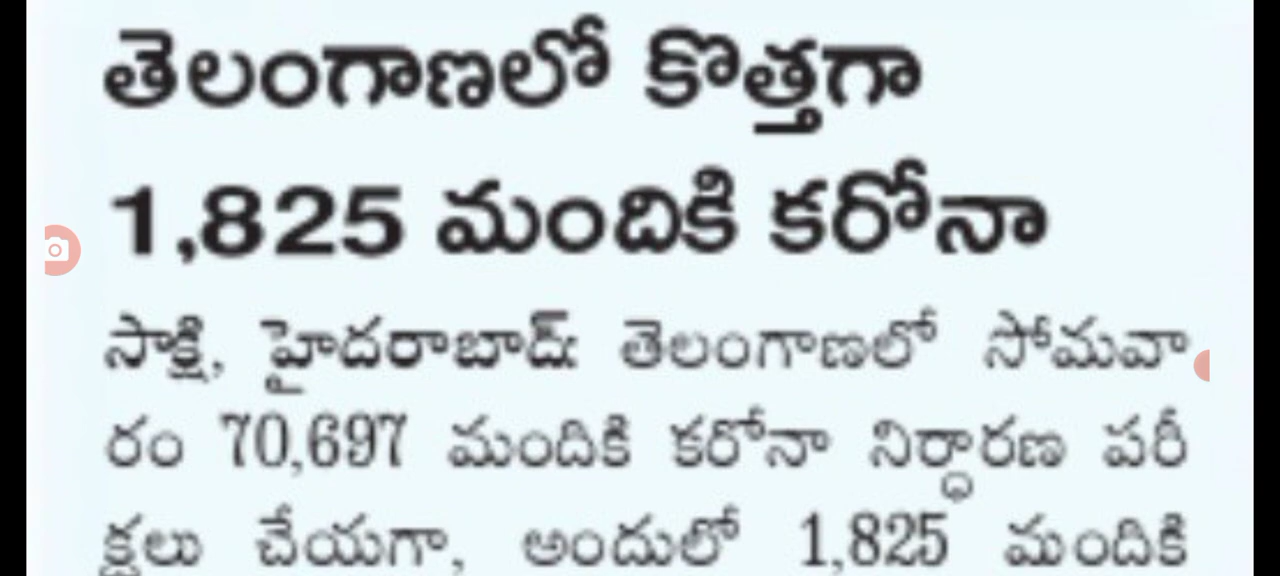 తెలంగాణలో కొత్తగా
1,825 మందికి కరోనా
సాక్షి, హైదరాబాద్: తెలంగాణలో సోమవా
రం 70,697 మందికి కరోనా నిర్ధారణ పరీ
క్షలు చేయగా, అందులో 1,825 మందికి